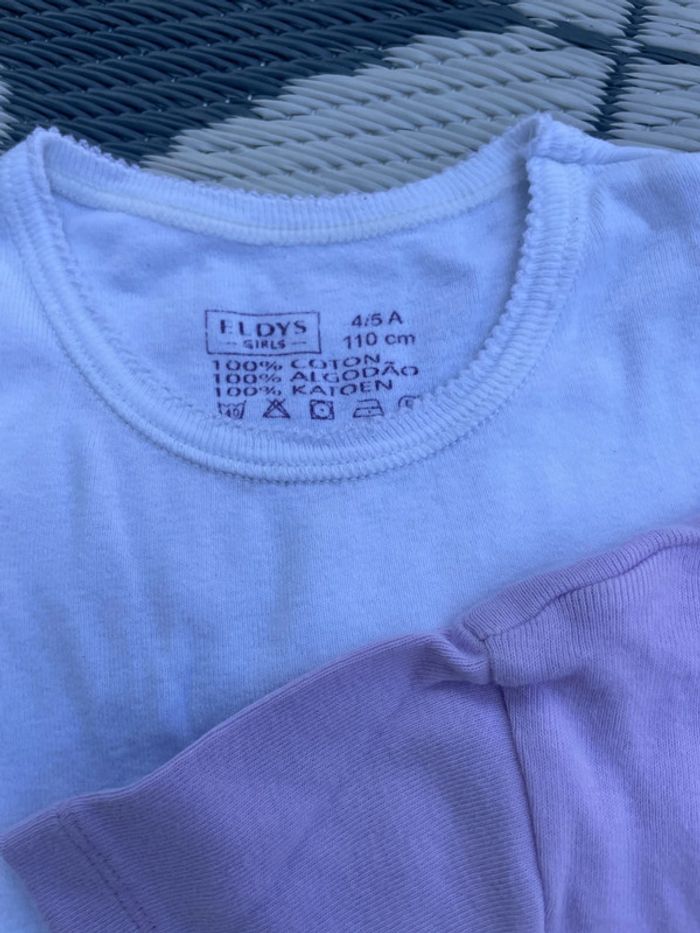 ELDYS
GIRLS
4/5 A
110 cm
100% COTON
100% ALGODÃO
100% KATOEN
40